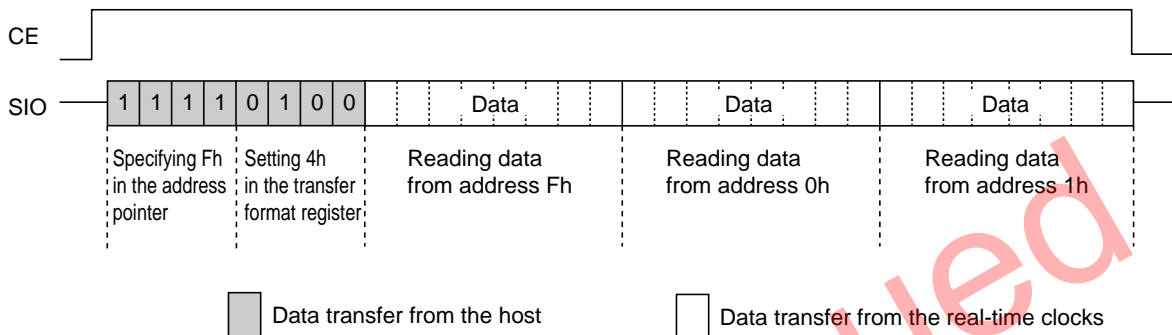 CE
SIO
1 1 1 1 0 1 0 0 Data Data Data
Specifying Fh
in the address
pointer
Setting 4h
in the transfer
format register
Reading data
from address Fh
Reading data
from address 0h
Reading data
from address 1h
Data transfer from the host
Data transfer from the real-time clocks
ued